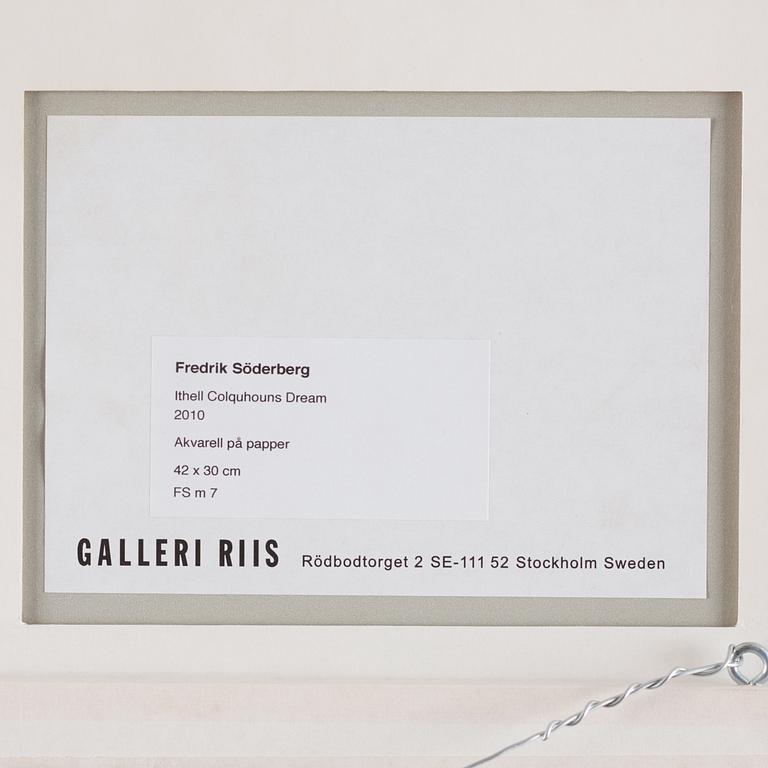 Fredrik Söderberg
Ithell Colquhouns Dream
2010
Akvarell på papper
42 x 30 cm
FS m 7
GALLERI RIIS Rödbodtorget 2 SE-111 52 Stockholm Sweden